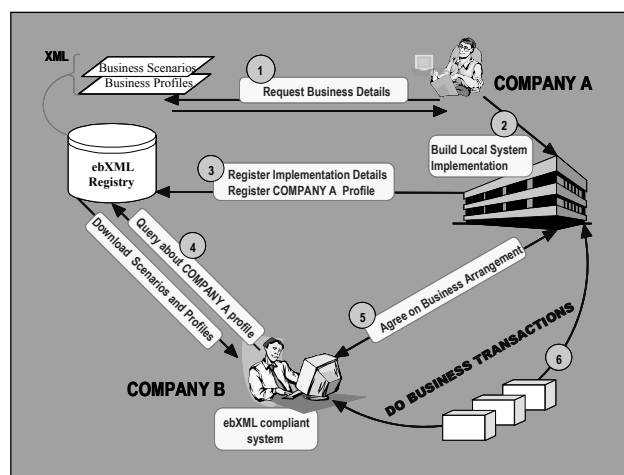 XML
Business Scenarios
Business Profiles
1
Request Business Details
COMPANY A
2
Build Local System
Implementation
ebXML
Registry
3
Register Implementation Details
Register COMPANY A Profile
4
Query about COMPANY A profile
Download Scenarios and Profiles
5
Agree on Business Arrangement
DO BUSINESS TRANSACTIONS
6
COMPANY B
ebXML compliant
system